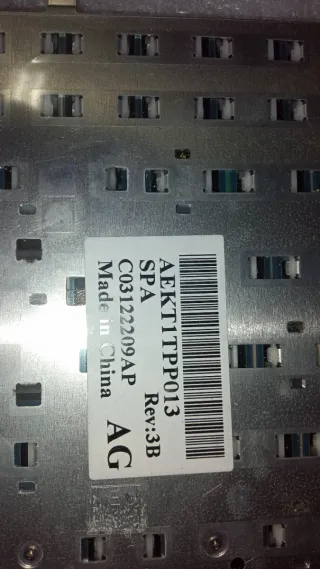 AEKT1TPP013
SPA Rev:3B
C03122209AP
Made in China AG